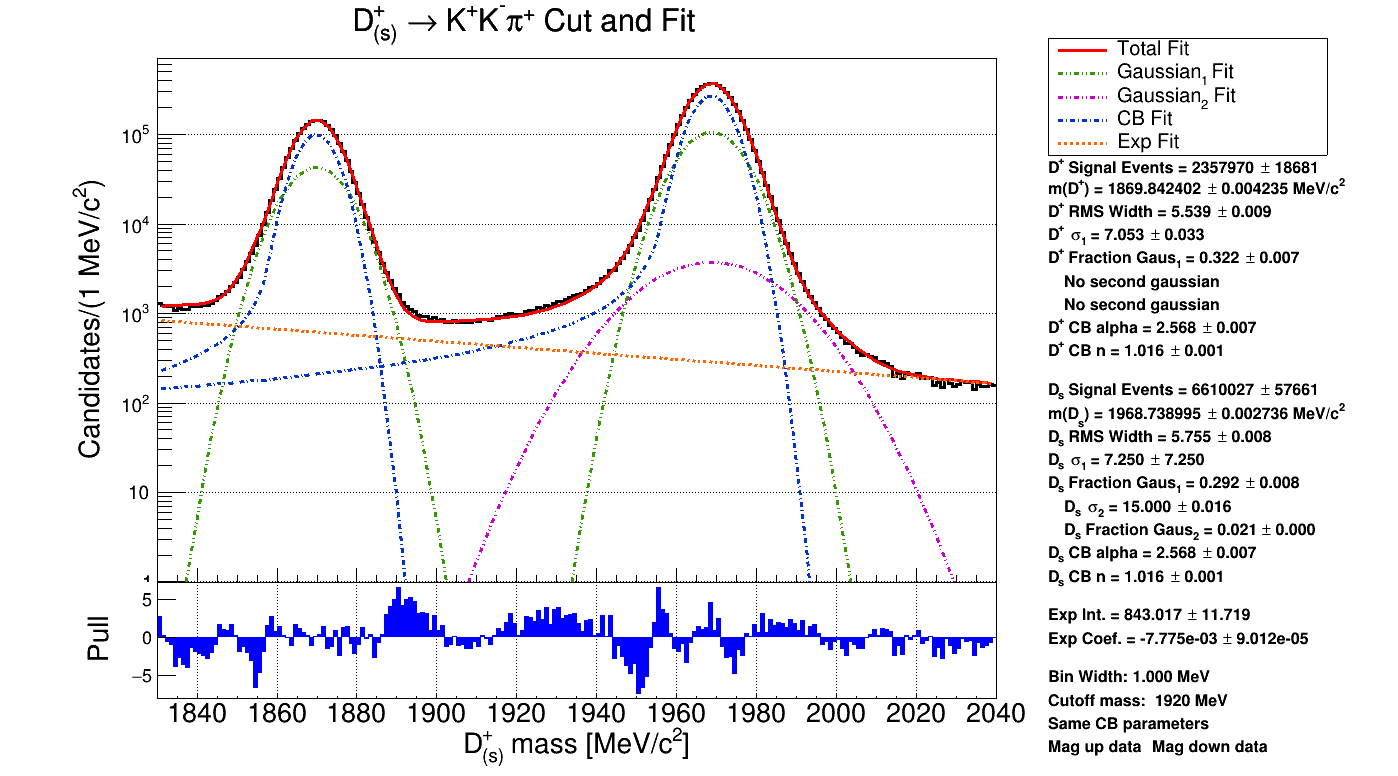 D⁺₍ₛ₎ → K⁺K⁻π⁺ Cut and Fit
Total Fit
Gaussian₁ Fit
Gaussian₂ Fit
CB Fit
Exp Fit
D⁺ Signal Events = 2357970 ± 18681
m(D⁺) = 1869.842402 ± 0.004235 MeV/c²
D⁺ RMS Width = 5.539 ± 0.009
D⁺ σ₁ = 7.053 ± 0.033
D⁺ Fraction Gaus₁ = 0.322 ± 0.007
No second gaussian
No second gaussian
D⁺ CB alpha = 2.568 ± 0.007
D⁺ CB n = 1.016 ± 0.001
Dₛ Signal Events = 6610027 ± 57661
m(Dₛ) = 1968.738995 ± 0.002736 MeV/c²
Dₛ RMS Width = 5.755 ± 0.008
Dₛ σ₁ = 7.250 ± 7.250
Dₛ Fraction Gaus₁ = 0.292 ± 0.008
Dₛ σ₂ = 15.000 ± 0.016
Dₛ Fraction Gaus₂ = 0.021 ± 0.000
Dₛ CB alpha = 2.568 ± 0.007
Dₛ CB n = 1.016 ± 0.001
Exp Int. = 843.017 ± 11.719
Exp Coef. = -7.775e-03 ± 9.012e-05
Bin Width: 1.000 MeV
Cutoff mass: 1920 MeV
Same CB parameters
Mag up data Mag down data
Candidates/(1 MeV/c²)
10⁵
10⁴
10³
10²
10
1
Pull
5
0
−5
1840 1860 1880 1900 1920 1940 1960 1980 2000 2020 2040
D⁺₍ₛ₎ mass [MeV/c²]